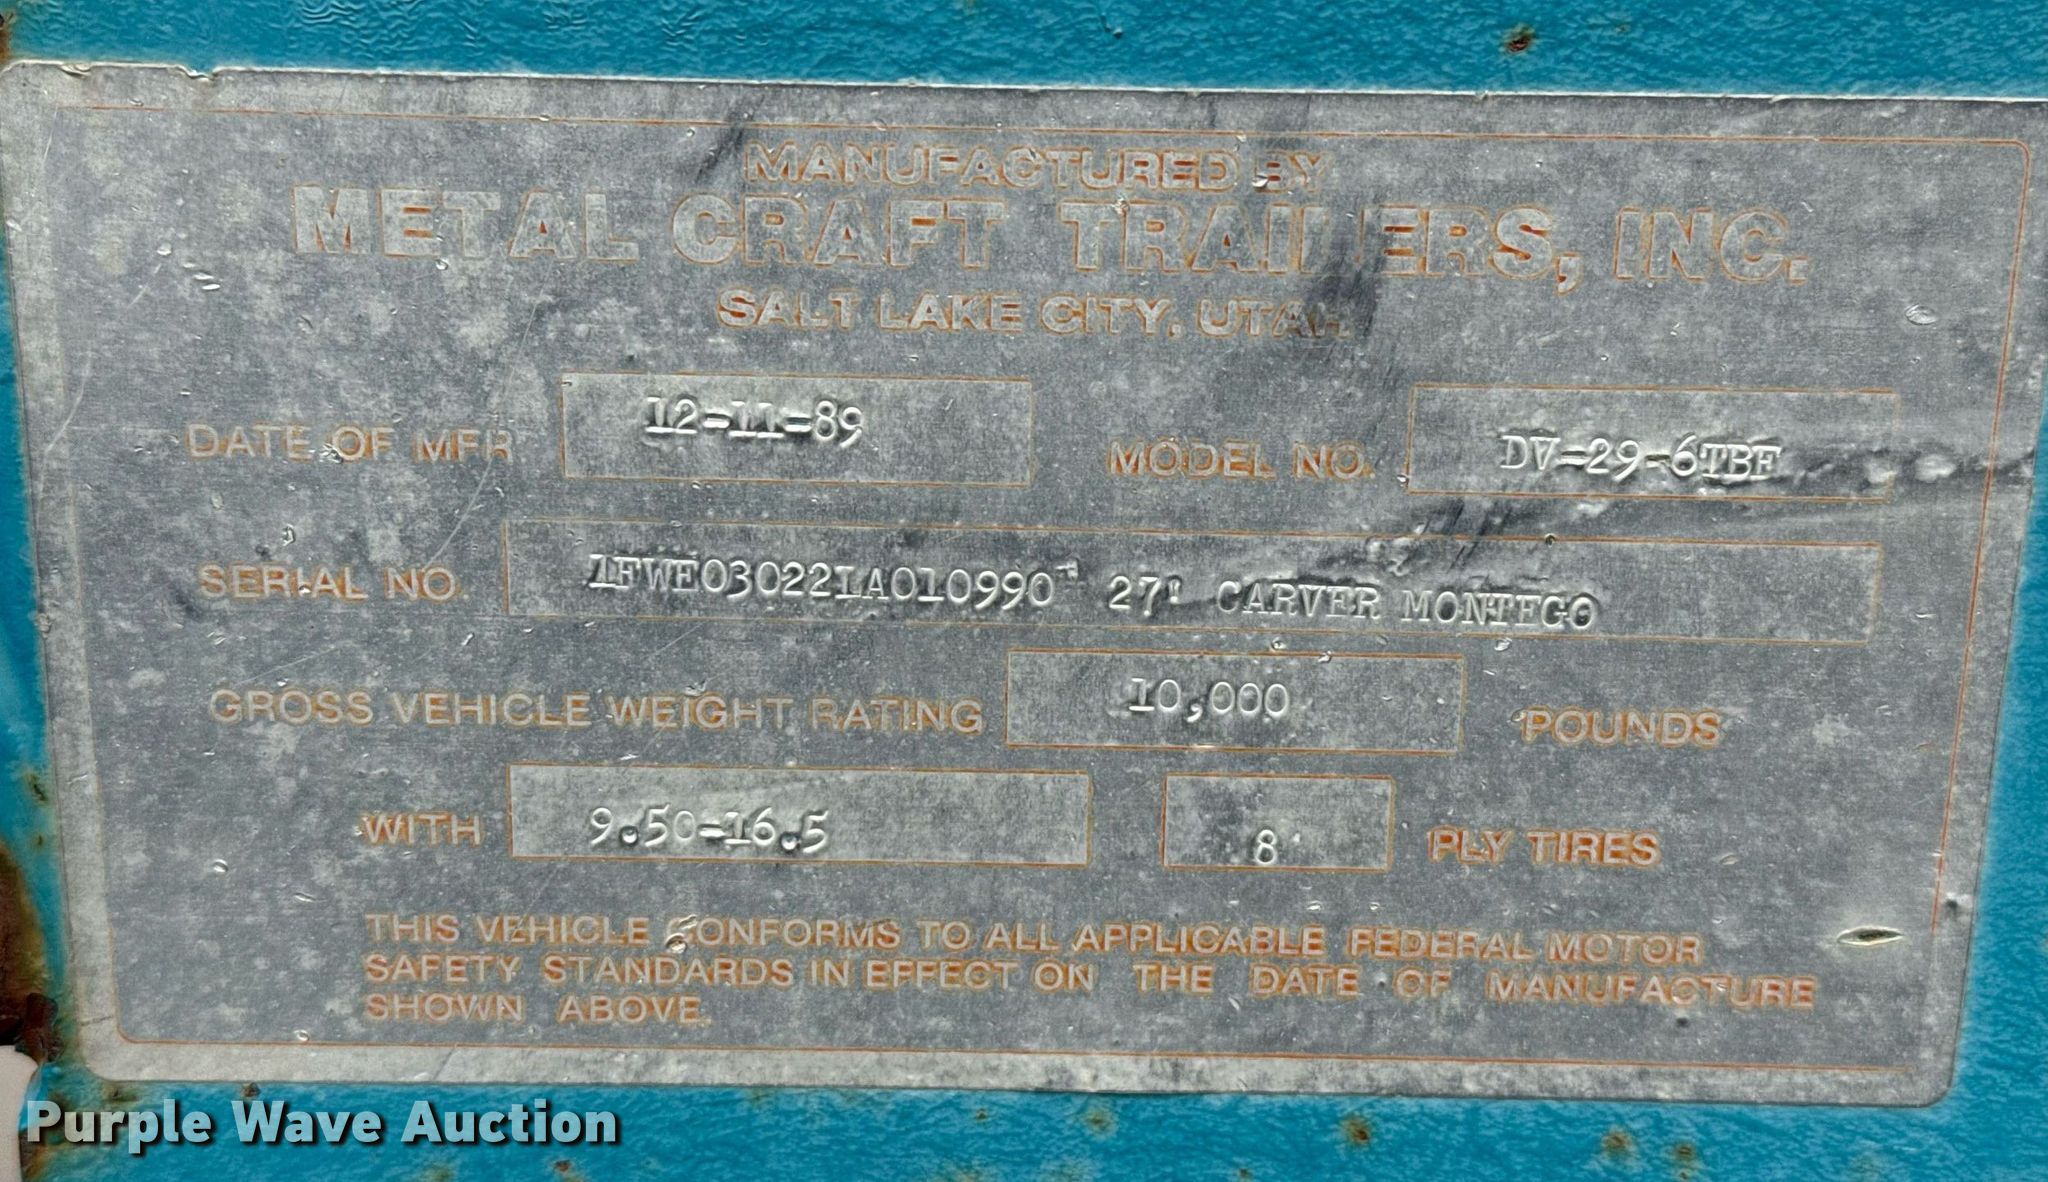 MANUFACTURED BY
METAL CRAFT TRAILERS, INC.
SALT LAKE CITY, UTAH
DATE OF MFR 12-11-89 MODEL NO. DV-29-6TBF
SERIAL NO. 1FWE03022LA010990 27' CARVER MONTEGO
GROSS VEHICLE WEIGHT RATING 10,000 POUNDS
WITH 9.50-16.5 8 PLY TIRES
THIS VEHICLE CONFORMS TO ALL APPLICABLE FEDERAL MOTOR
SAFETY STANDARDS IN EFFECT ON THE DATE OF MANUFACTURE
SHOWN ABOVE.
Purple Wave Auction